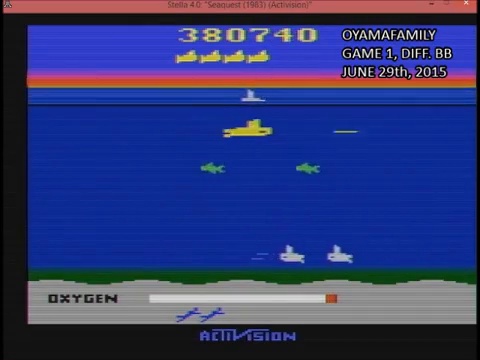 Stella 4.0: "Seaquest (1983) (Activision)"
380740
OYAMAFAMILY
GAME 1, DIFF. BB
JUNE 29th, 2015
OXYGEN
ACTIVISION